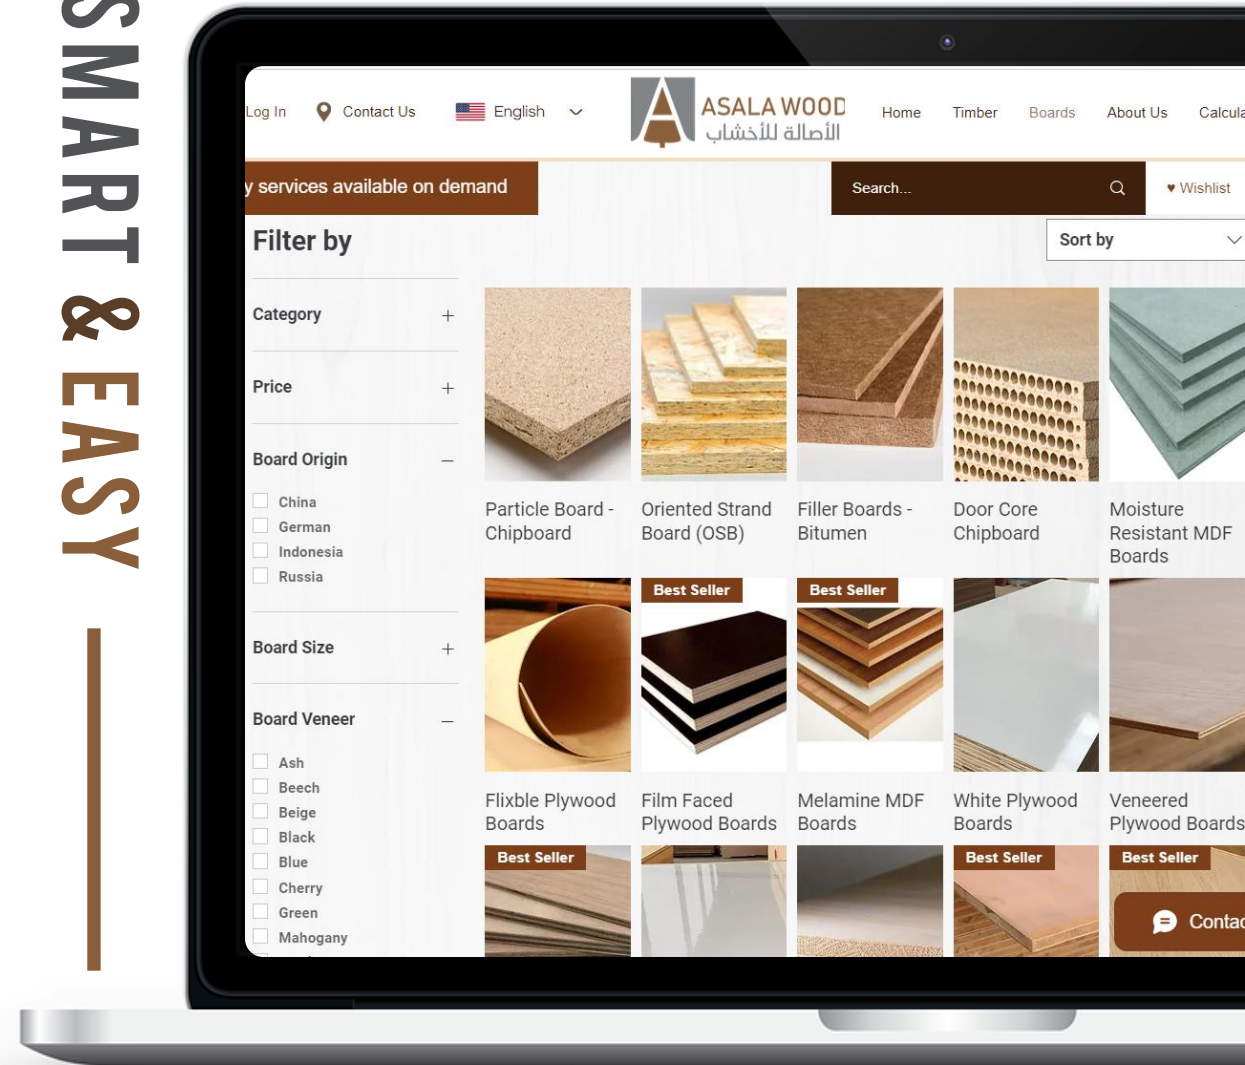 SMART & EASY
Log In
Contact Us
English
ASALA WOOD
الأصالة للأخشاب
Home
Timber
Boards
About Us
services available on demand
Search...
♥ Wishlist
Filter by
Sort by
Category +
Price +
Board Origin –
China
German
Indonesia
Russia
Board Size +
Board Veneer –
Ash
Beech
Beige
Black
Blue
Cherry
Green
Mahogany
Particle Board -
Chipboard
Oriented Strand
Board (OSB)
Filler Boards -
Bitumen
Door Core
Chipboard
Moisture
Resistant MDF
Boards
Best Seller
Best Seller
Flixble Plywood
Boards
Film Faced
Plywood Boards
Melamine MDF
Boards
White Plywood
Boards
Veneered
Plywood Boards
Best Seller
Best Seller
Best Seller